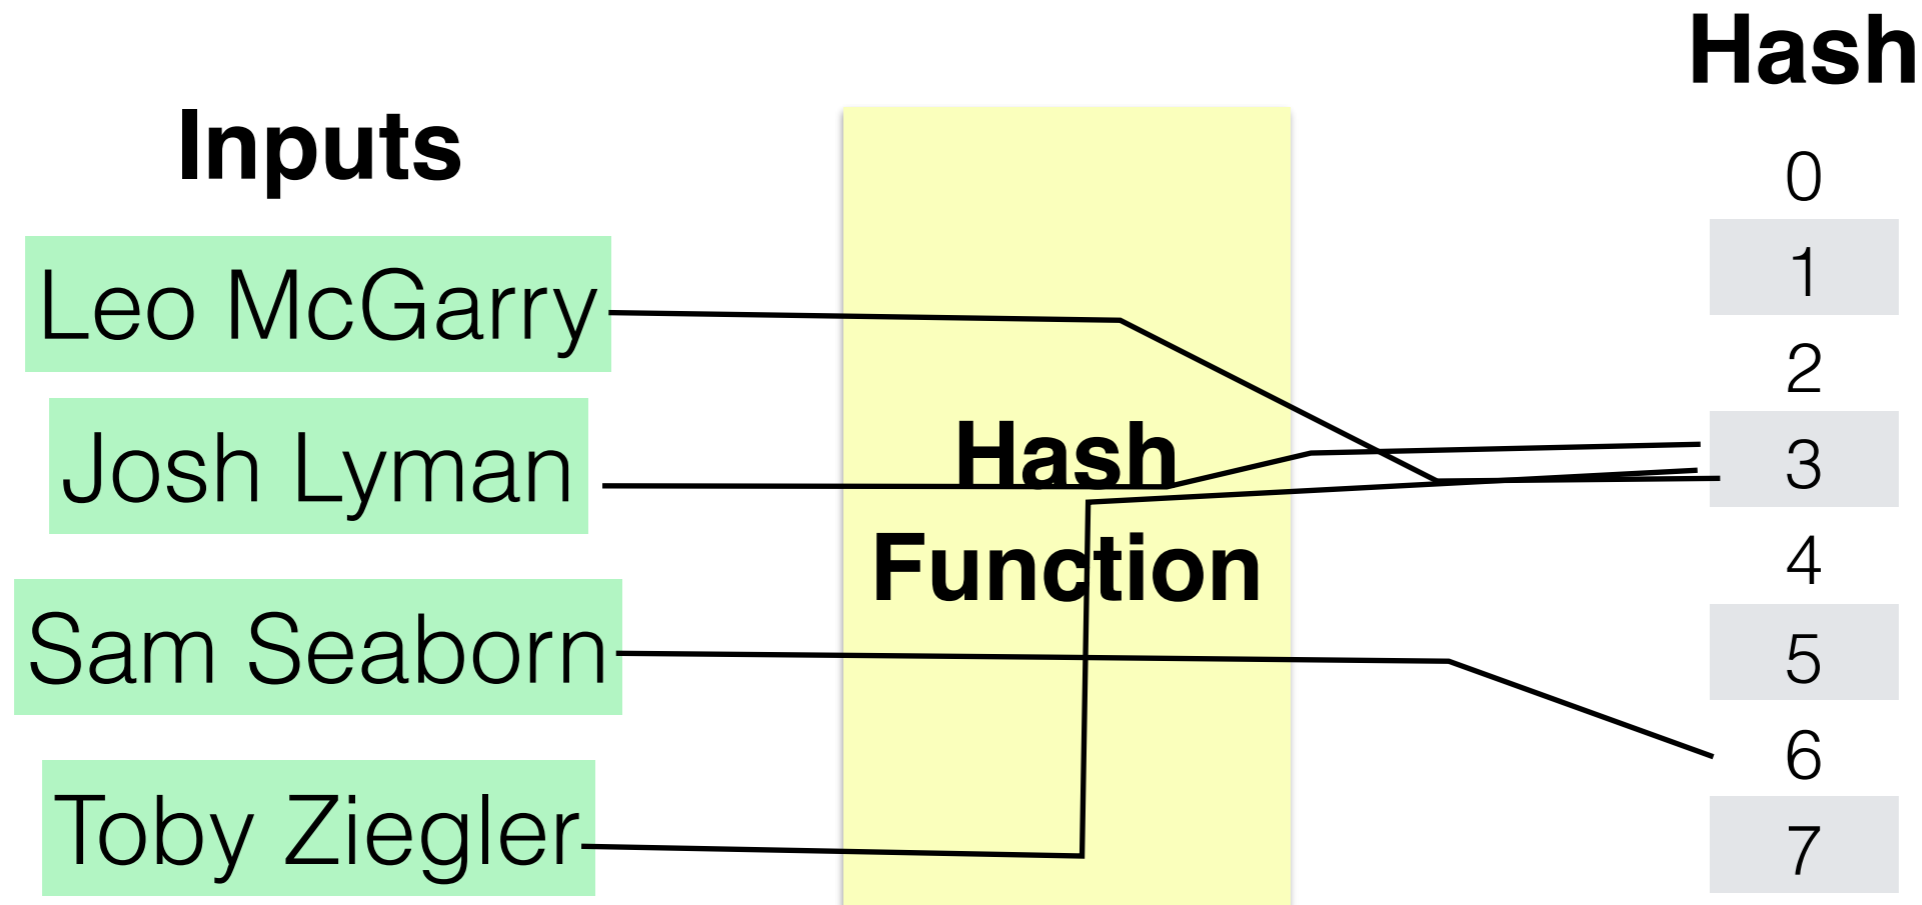 Inputs
Leo McGarry
Josh Lyman
Sam Seaborn
Toby Ziegler
Hash
Function
Hash
0
1
2
3
4
5
6
7